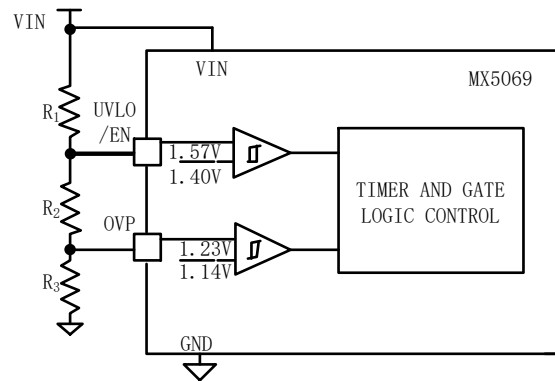 VIN
VIN
MX5069
R1
UVLO
/EN
1.57V
1.40V
TIMER AND GATE
LOGIC CONTROL
R2
OVP
1.23V
1.14V
R3
GND